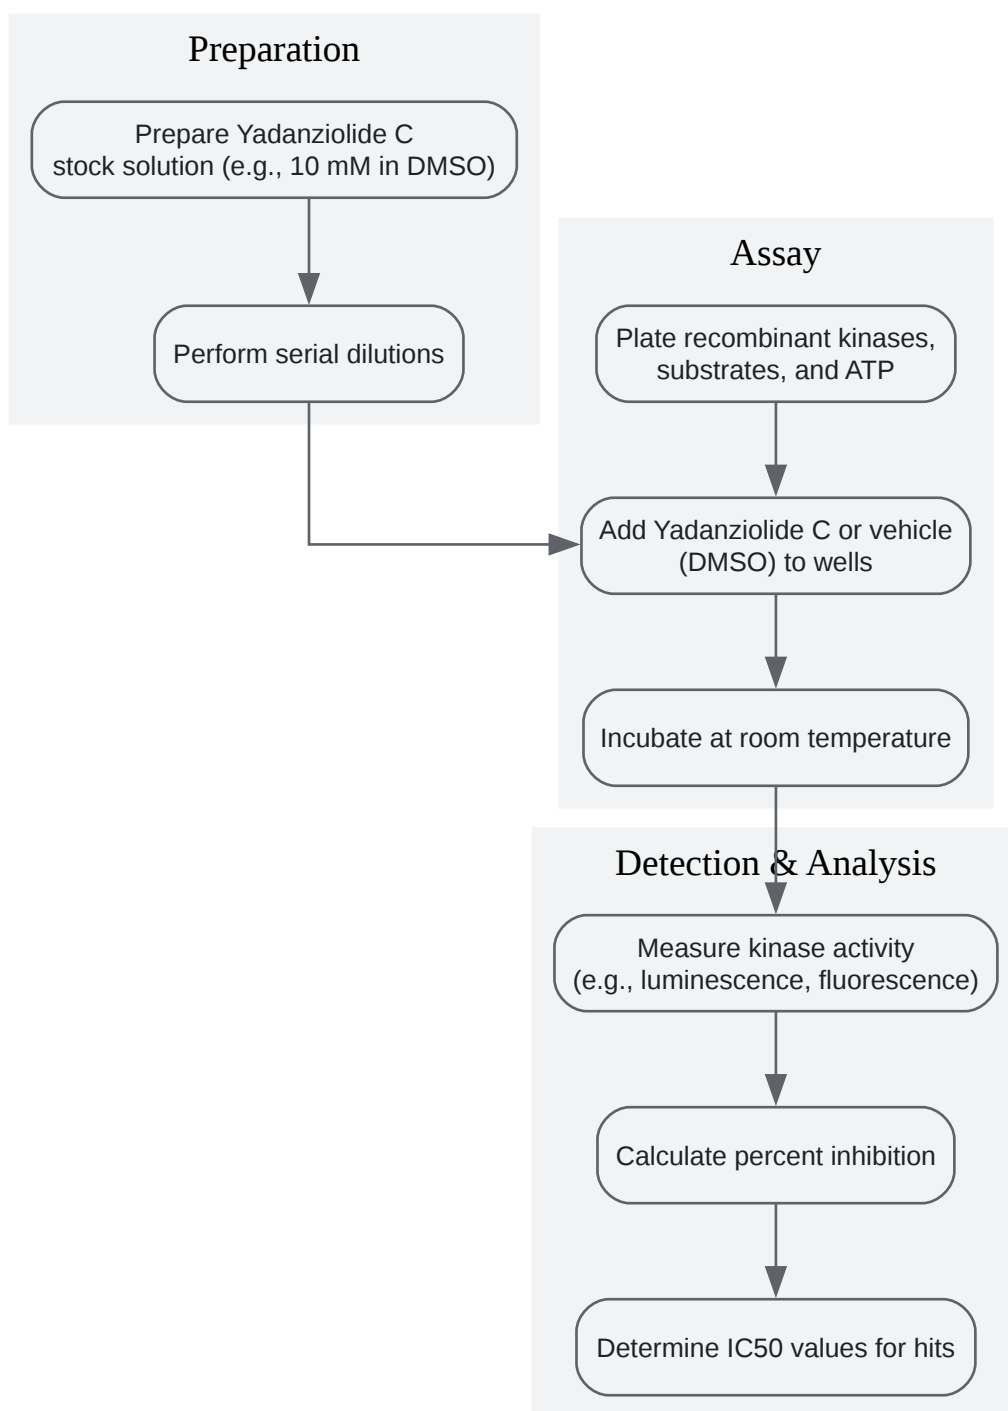 Preparation
Prepare Yadanziolide C
stock solution (e.g., 10 mM in DMSO)
Perform serial dilutions
Assay
Plate recombinant kinases,
substrates, and ATP
Add Yadanziolide C or vehicle
(DMSO) to wells
Incubate at room temperature
Detection & Analysis
Measure kinase activity
(e.g., luminescence, fluorescence)
Calculate percent inhibition
Determine IC50 values for hits